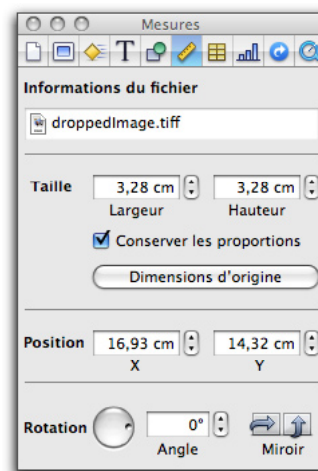 Mesures
T
Informations du fichier
droppedImage.tiff
Taille 3,28 cm 3,28 cm
Largeur Hauteur
Conserver les proportions
Dimensions d'origine
Position 16,93 cm 14,32 cm
X Y
Rotation 0°
Angle Miroir